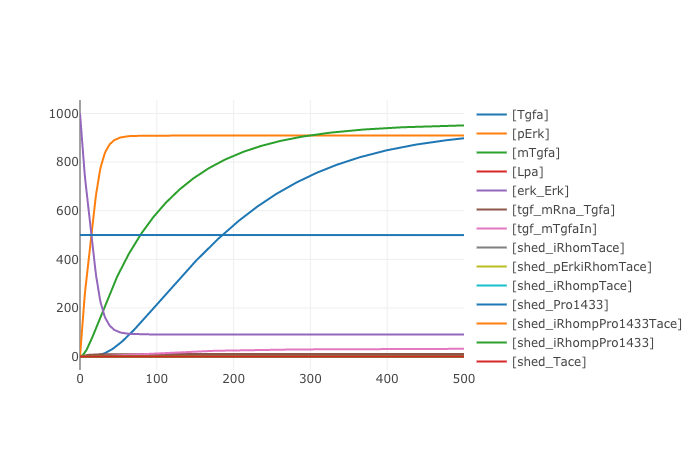 1000
800
600
400
200
0
0 100 200 300 400 500
[Tgfa]
[pErk]
[mTgfa]
[Lpa]
[erk_Erk]
[tgf_mRna_Tgfa]
[tgf_mTgfaIn]
[shed_iRhomTace]
[shed_pErkiRhomTace]
[shed_iRhompTace]
[shed_Pro1433]
[shed_iRhompPro1433Tace]
[shed_iRhompPro1433]
[shed_Tace]